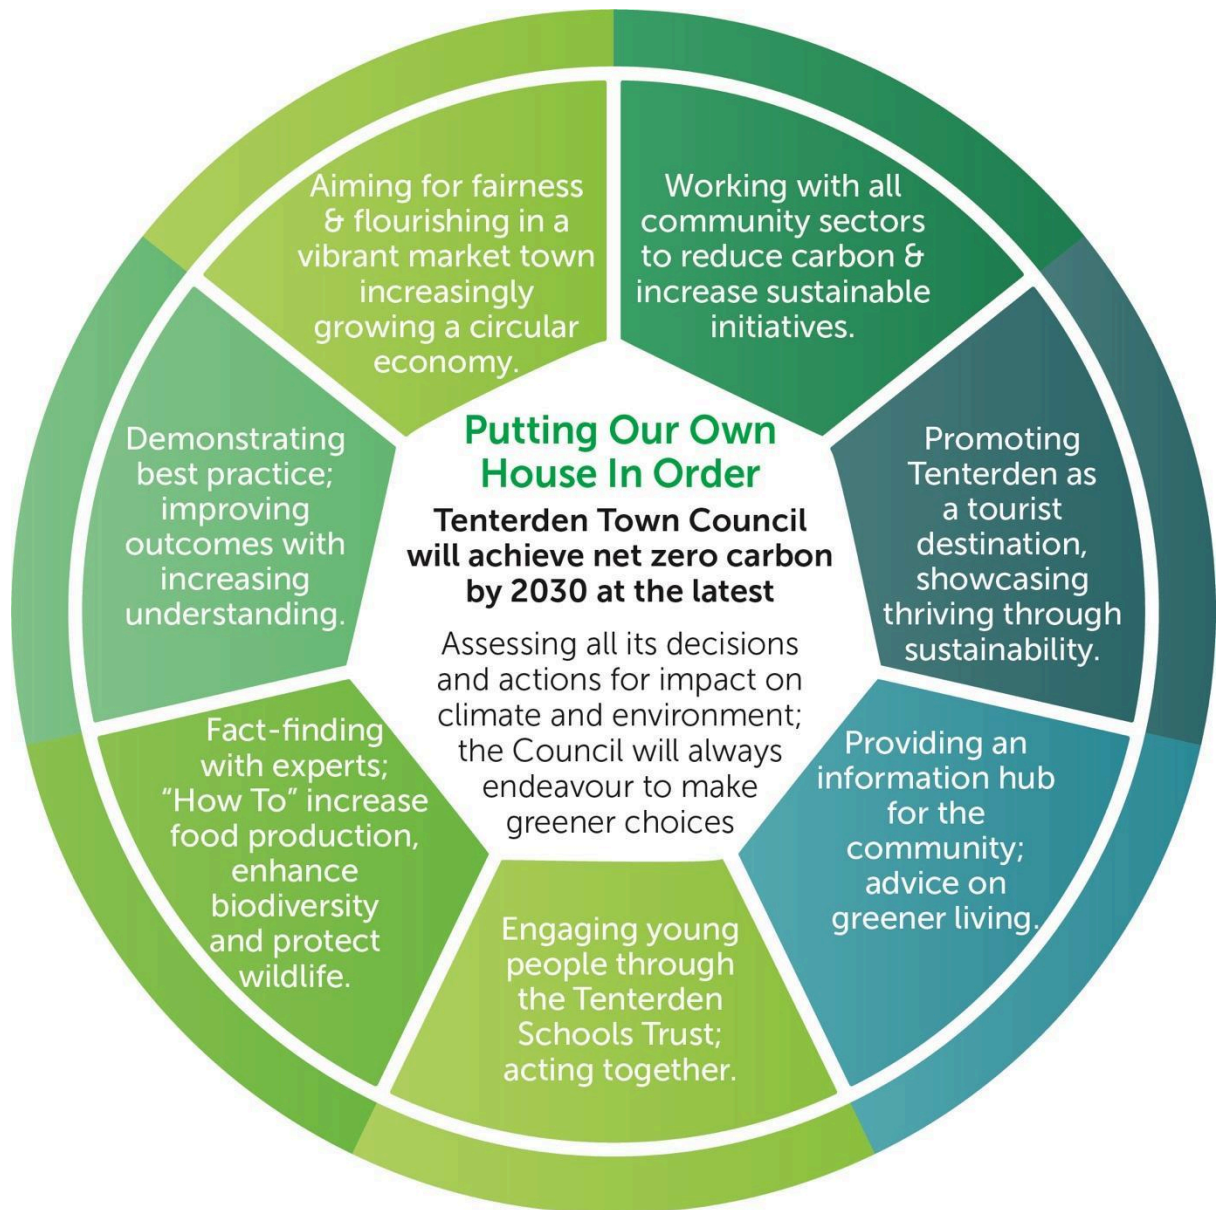 Aiming for fairness
& flourishing in a
vibrant market town
increasingly
growing a circular
economy.
Working with all
community sectors
to reduce carbon &
increase sustainable
initiatives.
Promoting
Tenterden as
a tourist
destination,
showcasing
thriving through
sustainability.
Providing an
information hub
for the
community;
advice on
greener living.
Engaging young
people through
the Tenterden
Schools Trust;
acting together.
Fact-finding
with experts;
“How To” increase
food production,
enhance
biodiversity
and protect
wildlife.
Demonstrating
best practice;
improving
outcomes with
increasing
understanding.
Putting Our Own
House In Order
Tenterden Town Council
will achieve net zero carbon
by 2030 at the latest
Assessing all its decisions
and actions for impact on
climate and environment;
the Council will always
endeavour to make
greener choices